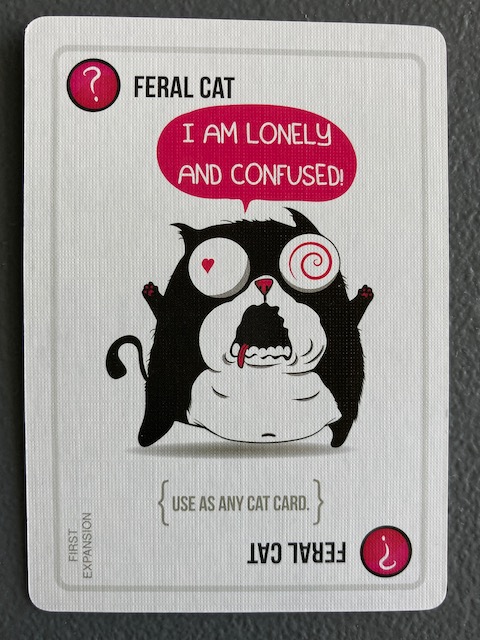 ? FERAL CAT
I AM LONELY
AND CONFUSED!
{ USE AS ANY CAT CARD. }
FIRST
EXPANSION
FERAL CAT ?